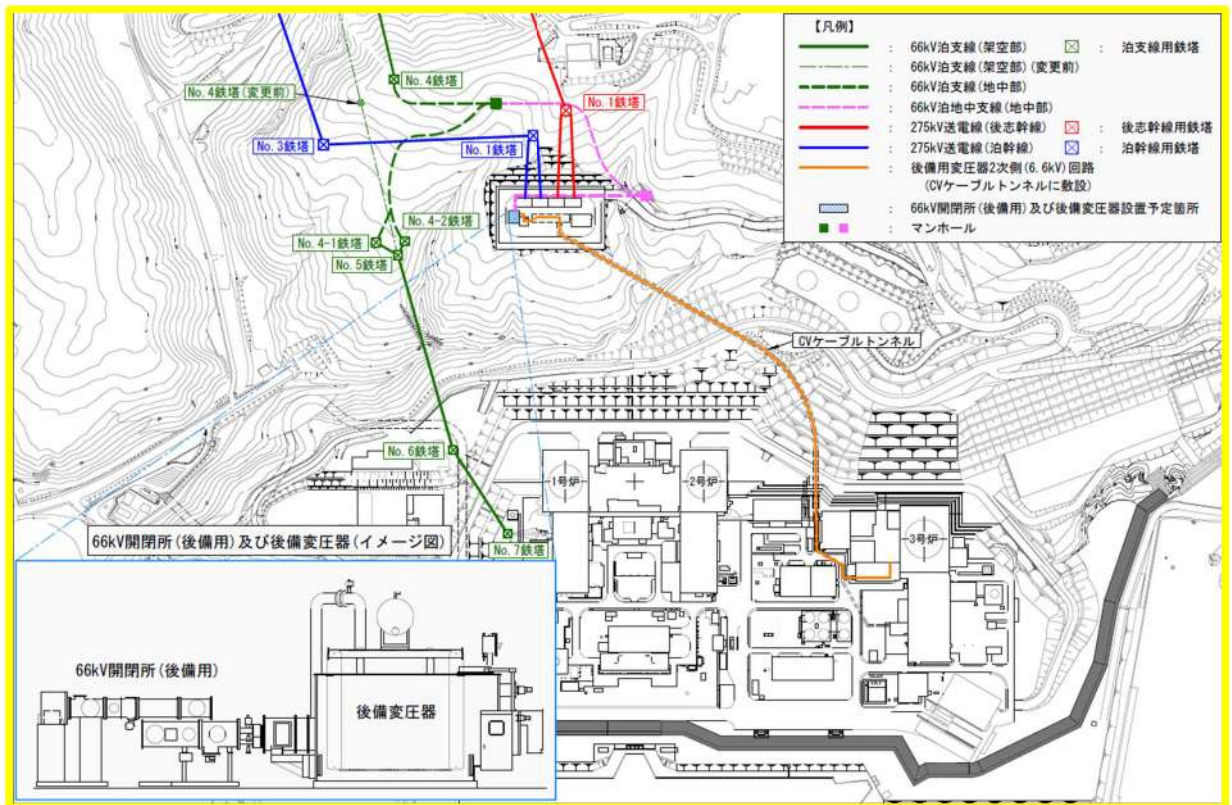 【凡例】
: 66kV泊支線(架空部)
: 泊支線用鉄塔
: 66kV泊支線(架空部)(変更前)
: 66kV泊支線(地中部)
: 66kV泊地中支線(地中部)
: 275kV送電線(後志幹線)
: 後志幹線用鉄塔
: 275kV送電線(泊幹線)
: 泊幹線用鉄塔
: 後備用変圧器2次側(6.6kV)回路
(CVケーブルトンネルに敷設)
: 66kV開閉所(後備用)及び後備変圧器設置予定箇所
: マンホール
No.4鉄塔
No.4鉄塔(変更前)
No.1鉄塔
No.3鉄塔
No.1鉄塔
No.4-2鉄塔
No.4-1鉄塔
No.5鉄塔
CVケーブルトンネル
No.6鉄塔
1号炉
2号炉
3号炉
No.7鉄塔
66kV開閉所(後備用)及び後備変圧器(イメージ図)
66kV開閉所(後備用)
後備変圧器